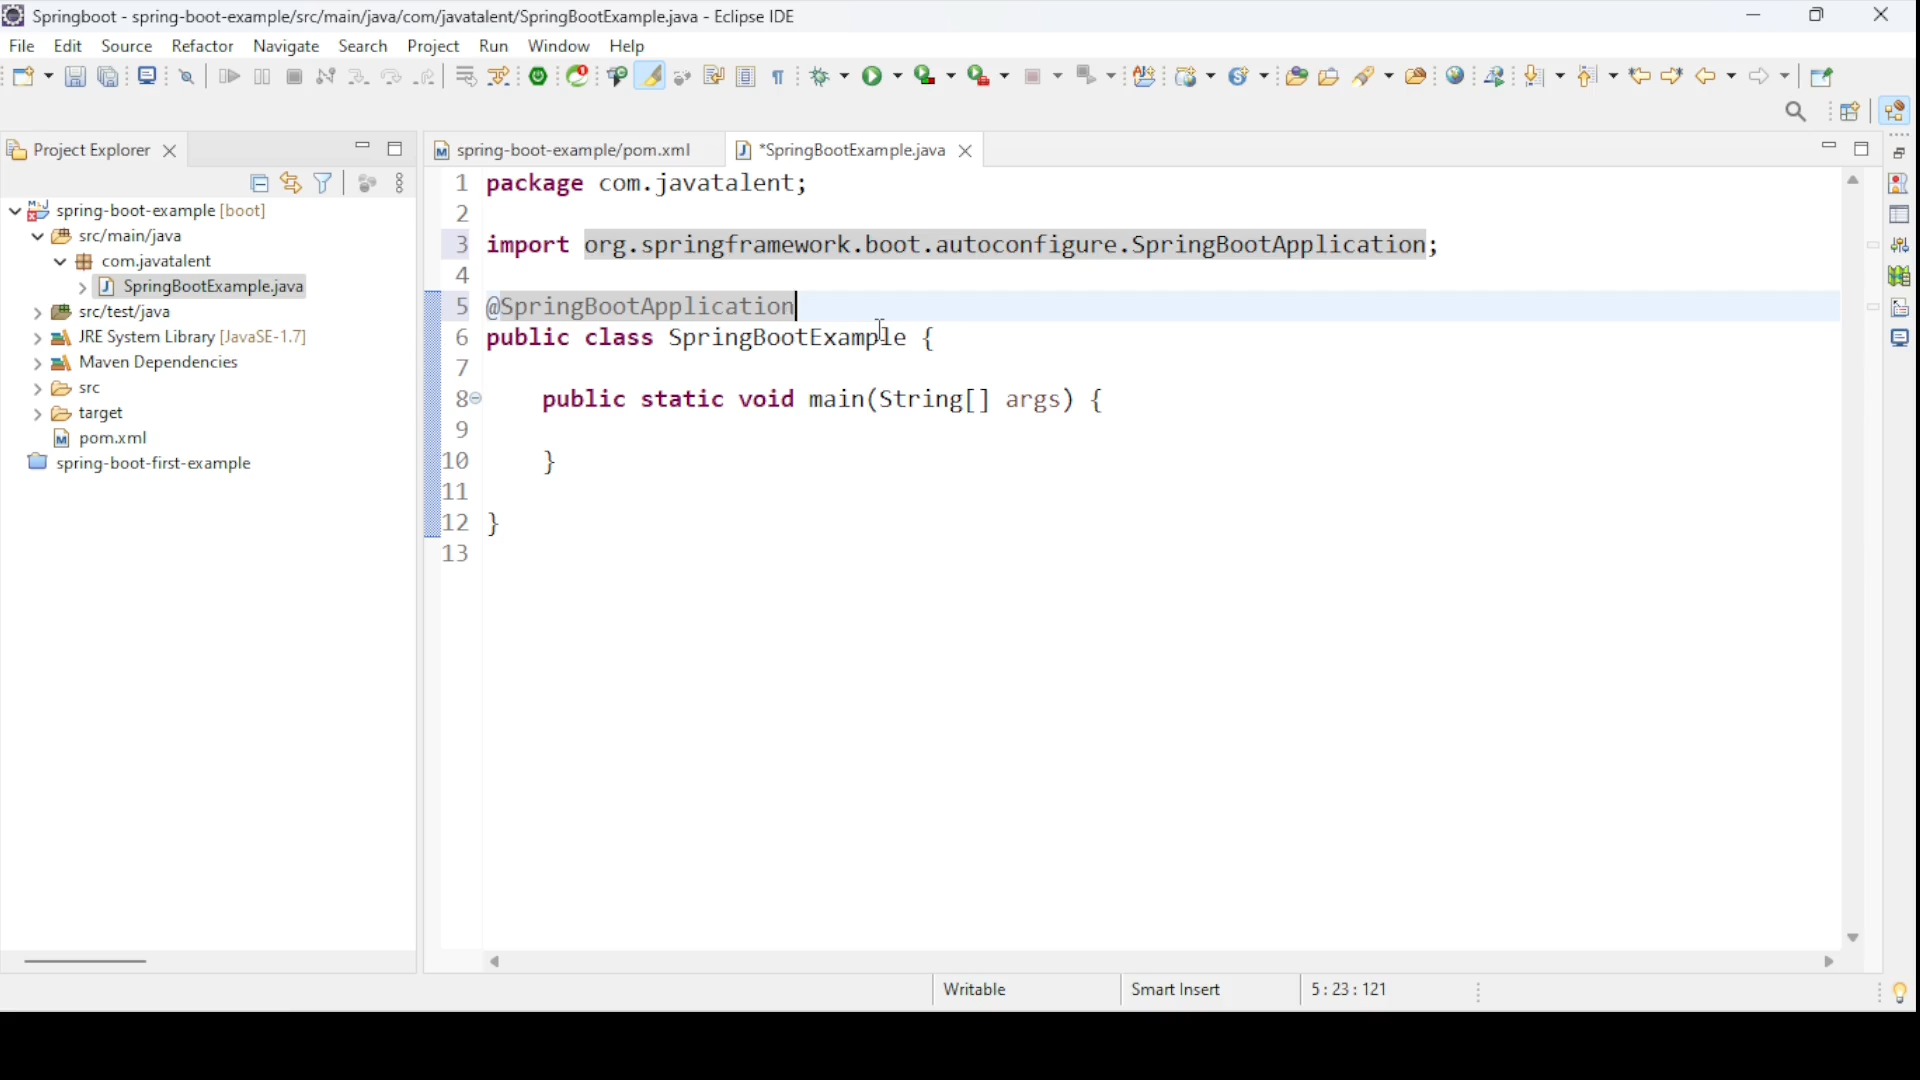 Springboot - spring-boot-example/src/main/java/com/javatalent/SpringBootExample.java - Eclipse IDE
File Edit Source Refactor Navigate Search Project Run Window Help
Project Explorer
spring-boot-example/pom.xml
*SpringBootExample.java
spring-boot-example [boot]
src/main/java
com.javatalent
SpringBootExample.java
src/test/java
JRE System Library [JavaSE-1.7]
Maven Dependencies
src
target
pom.xml
spring-boot-first-example
1 package com.javatalent;
2
3 import org.springframework.boot.autoconfigure.SpringBootApplication;
4
5 @SpringBootApplication
6 public class SpringBootExample {
7
8 public static void main(String[] args) {
9
10 }
11
12 }
13
Writable
Smart Insert
5 : 23 : 121